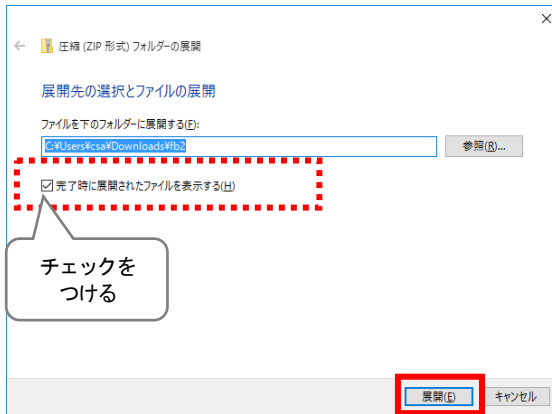 圧縮 (ZIP 形式) フォルダーの展開
展開先の選択とファイルの展開
ファイルを下のフォルダーに展開する(F):
C:¥Users¥csa¥Downloads¥fb2
参照(R)...
完了時に展開されたファイルを表示する(H)
チェックを
つける
展開(E)
キャンセル